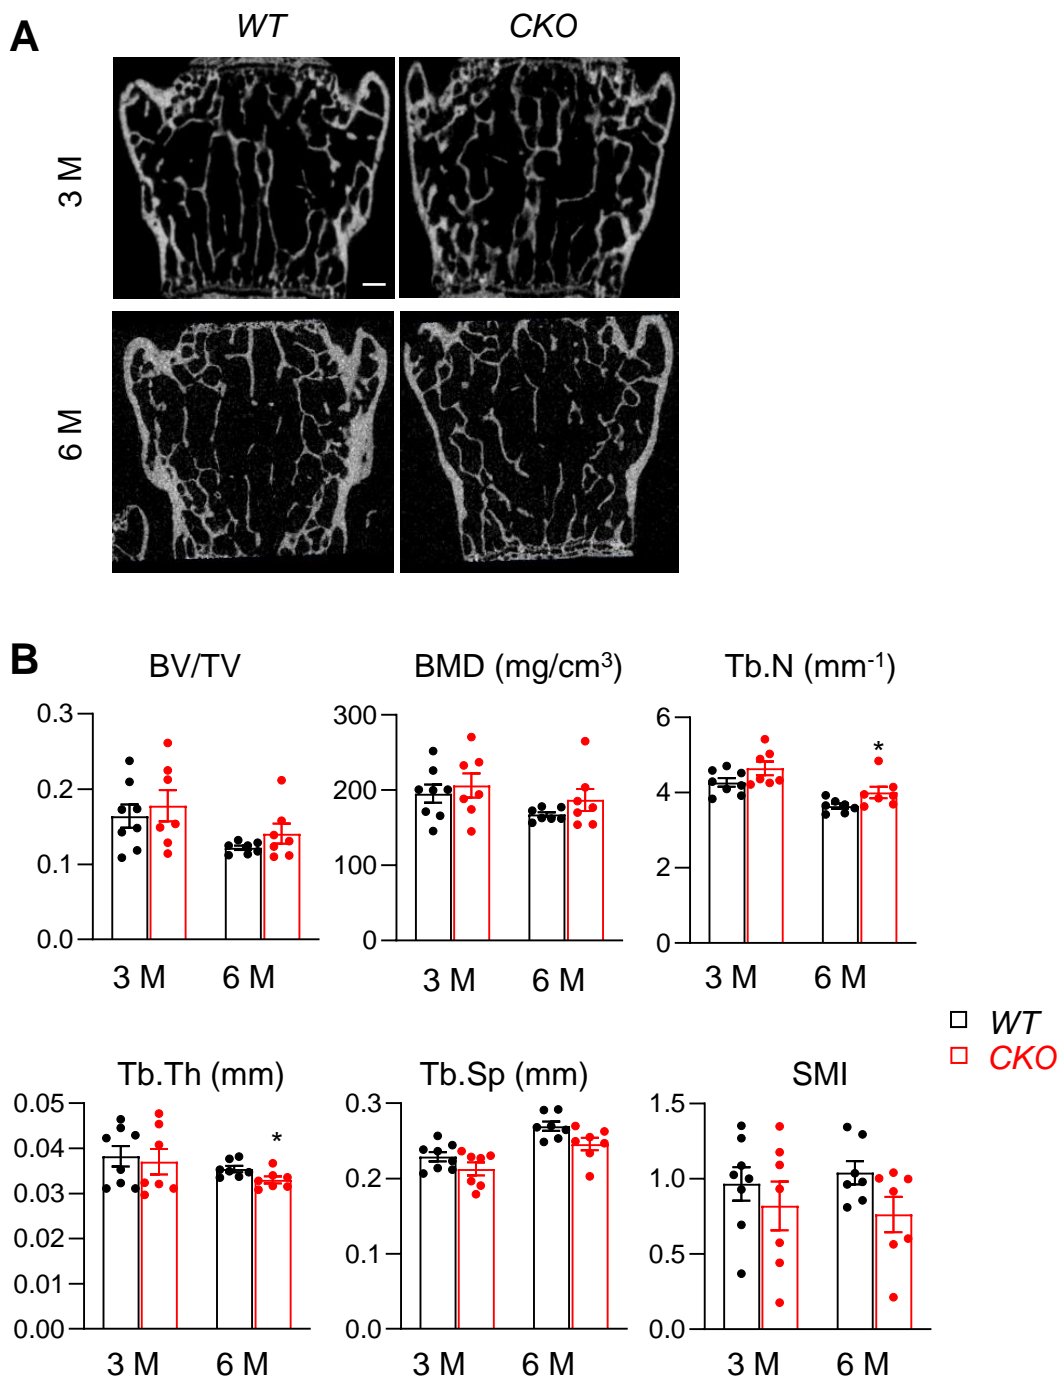 A
WT CKO
3 M
6 M
B
BV/TV BMD (mg/cm³) Tb.N (mm⁻¹)
0.3 300 6
*
0.2 200 4
0.1 100 2
0.0 0 0
3 M 6 M 3 M 6 M 3 M 6 M
WT
CKO
Tb.Th (mm) Tb.Sp (mm) SMI
0.05 0.3 1.5
0.04
*
0.2 1.0
0.03
0.02
0.1 0.5
0.01
0.00 0.0 0.0
3 M 6 M 3 M 6 M 3 M 6 M